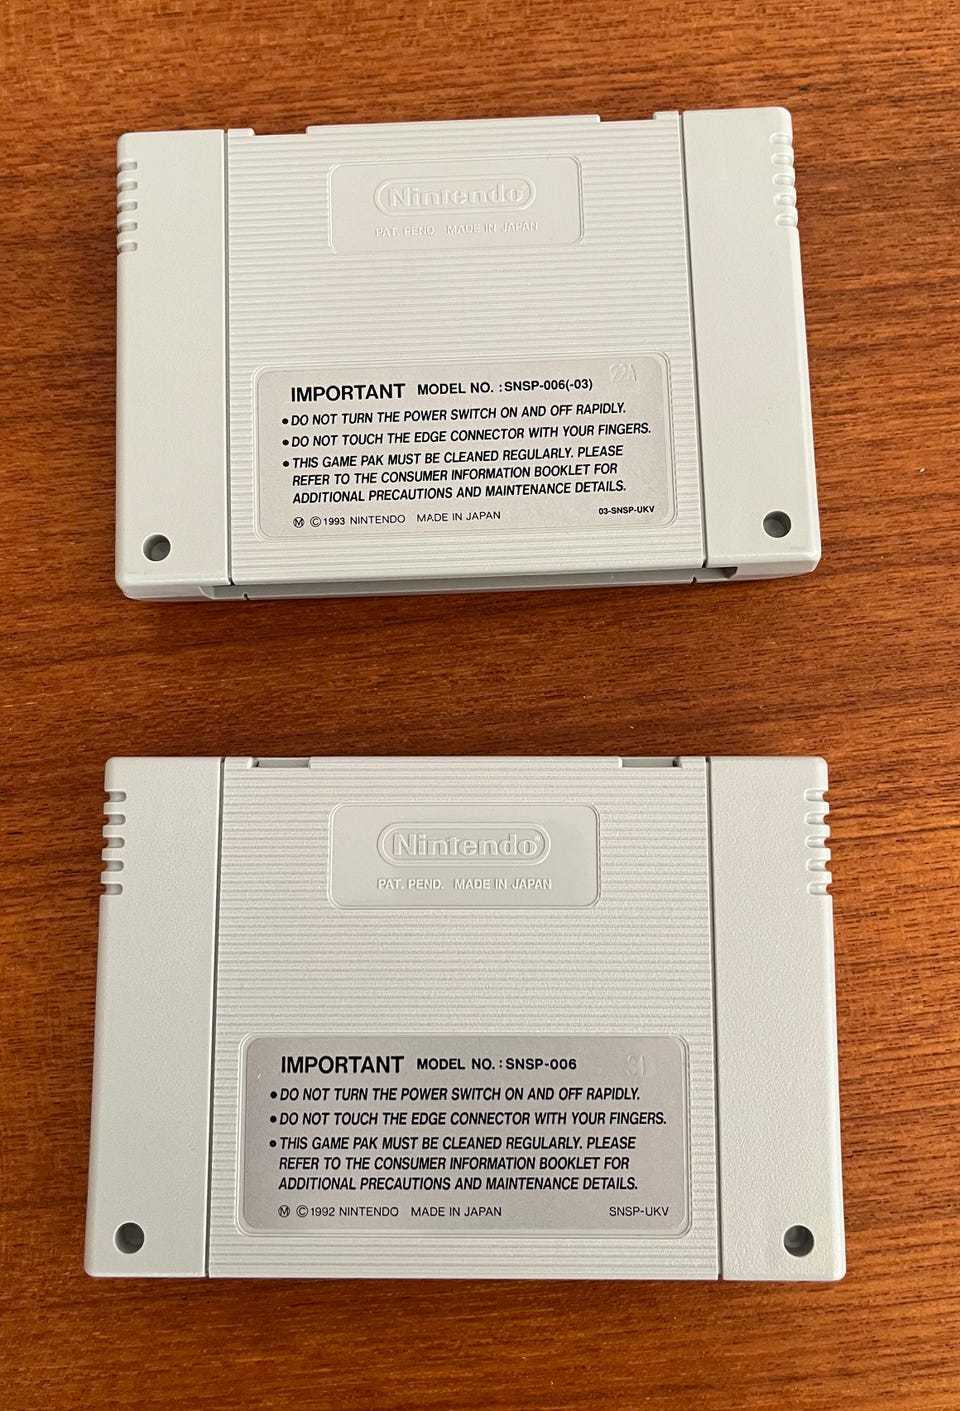 Nintendo®
PAT. PEND. MADE IN JAPAN
22A
IMPORTANT MODEL NO. : SNSP-006(-03)
● DO NOT TURN THE POWER SWITCH ON AND OFF RAPIDLY.
● DO NOT TOUCH THE EDGE CONNECTOR WITH YOUR FINGERS.
● THIS GAME PAK MUST BE CLEANED REGULARLY. PLEASE
REFER TO THE CONSUMER INFORMATION BOOKLET FOR
ADDITIONAL PRECAUTIONS AND MAINTENANCE DETAILS.
Ⓜ ©1993 NINTENDO MADE IN JAPAN 03-SNSP-UKV
Nintendo®
PAT. PEND. MADE IN JAPAN
IMPORTANT MODEL NO. : SNSP-006
● DO NOT TURN THE POWER SWITCH ON AND OFF RAPIDLY.
● DO NOT TOUCH THE EDGE CONNECTOR WITH YOUR FINGERS.
● THIS GAME PAK MUST BE CLEANED REGULARLY. PLEASE
REFER TO THE CONSUMER INFORMATION BOOKLET FOR
ADDITIONAL PRECAUTIONS AND MAINTENANCE DETAILS.
Ⓜ ©1992 NINTENDO MADE IN JAPAN SNSP-UKV